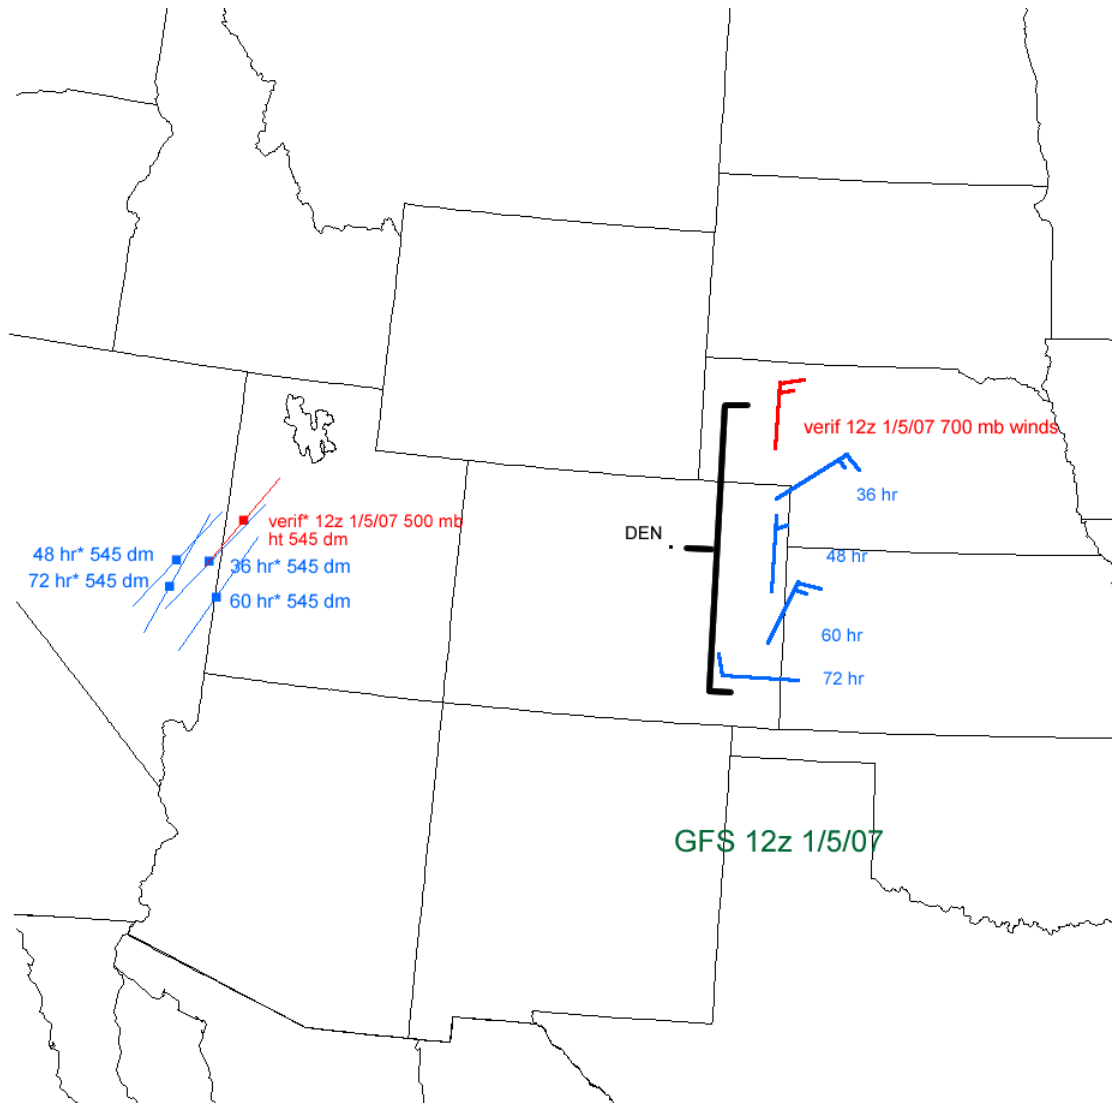 verif 12z 1/5/07 700 mb winds
36 hr
verif* 12z 1/5/07 500 mb
ht 545 dm
DEN
48 hr* 545 dm
36 hr* 545 dm
48 hr
72 hr* 545 dm
60 hr* 545 dm
60 hr
72 hr
GFS 12z 1/5/07